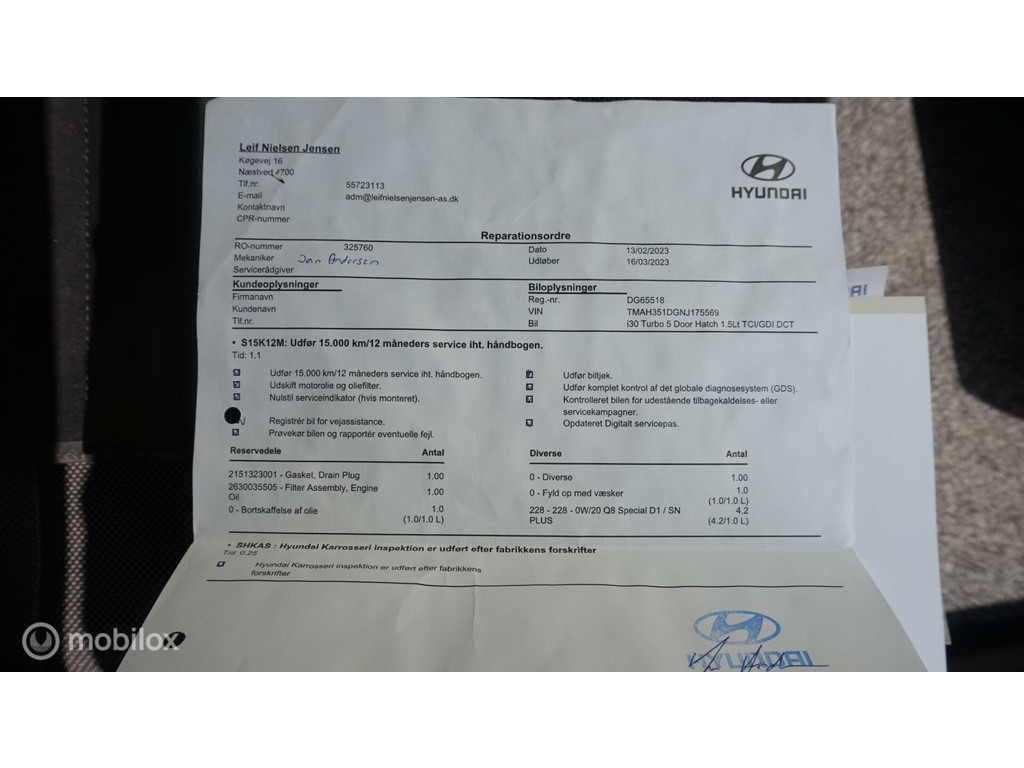 Leif Nielsen Jensen
Køgevej 16
Næstved 4700
Tlf.nr. 55723113
E-mail adm@leifnielsenjensen-as.dk
Kontaktnavn
CPR-nummer
HYUNDAI
Reparationsordre
RO-nummer 325760 Dato 13/02/2023
Mekaniker Jan Andersen Udløber 16/03/2023
Servicerådgiver
Kundeoplysninger Biloplysninger
Firmanavn Reg.-nr. DG65518
Kundenavn VIN TMAH351DGNJ175569
Tlf.nr. Bil i30 Turbo 5 Door Hatch 1.5Lt TCI/GDI DCT
• S15K12M: Udfør 15.000 km/12 måneders service iht. håndbogen.
Tid: 1.1
Udfør 15.000 km/12 måneders service iht. håndbogen. Udfør biltjek.
Udskift motorolie og oliefilter. Udfør komplet kontrol af det globale diagnosesystem (GDS).
Nulstil serviceindikator (hvis monteret). Kontrolleret bilen for udestående tilbagekaldelses- eller
servicekampagner.
Registrér bil for vejassistance. Opdateret Digitalt servicepas.
Prøvekør bilen og rapportér eventuelle fejl.
Reservedele Antal Diverse Antal
2151323001 - Gasket, Drain Plug 1.00 0 - Diverse 1.00
2630035505 - Filter Assembly, Engine 1.00 0 - Fyld op med væsker 1.0
Oil (1.0/1.0 L)
0 - Bortskaffelse af olie 1.0 228 - 228 - 0W/20 Q8 Special D1 / SN 4.2
(1.0/1.0 L) PLUS (4.2/1.0 L)
• SHKAS : Hyundai Karrosseri inspektion er udført efter fabrikkens forskrifter
Tid: 0.25
Hyundai Karrosseri inspektion er udført efter fabrikkens
forskrifter
HYUNDAI
mobilox